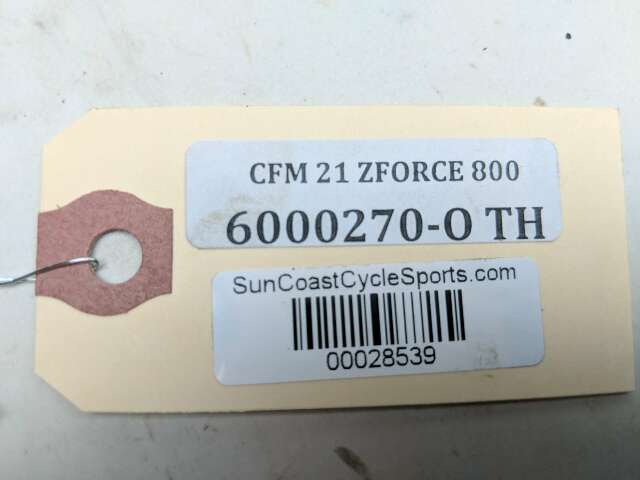 CFM 21 ZFORCE 800
6000270-O TH
SunCoastCycleSports.com
00028539